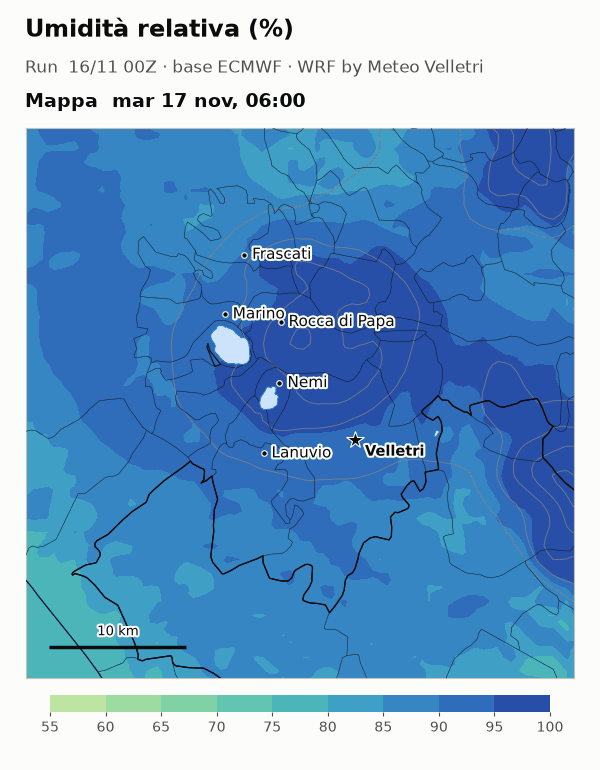 Umidità relativa (%)
Run  16/11 00Z · base ECMWF · WRF by Meteo Velletri
Mappa  mar 17 nov, 06:00
Frascati
Marino
Rocca di Papa
Nemi
Velletri
Lanuvio
10 km
55 60 65 70 75 80 85 90 95 100